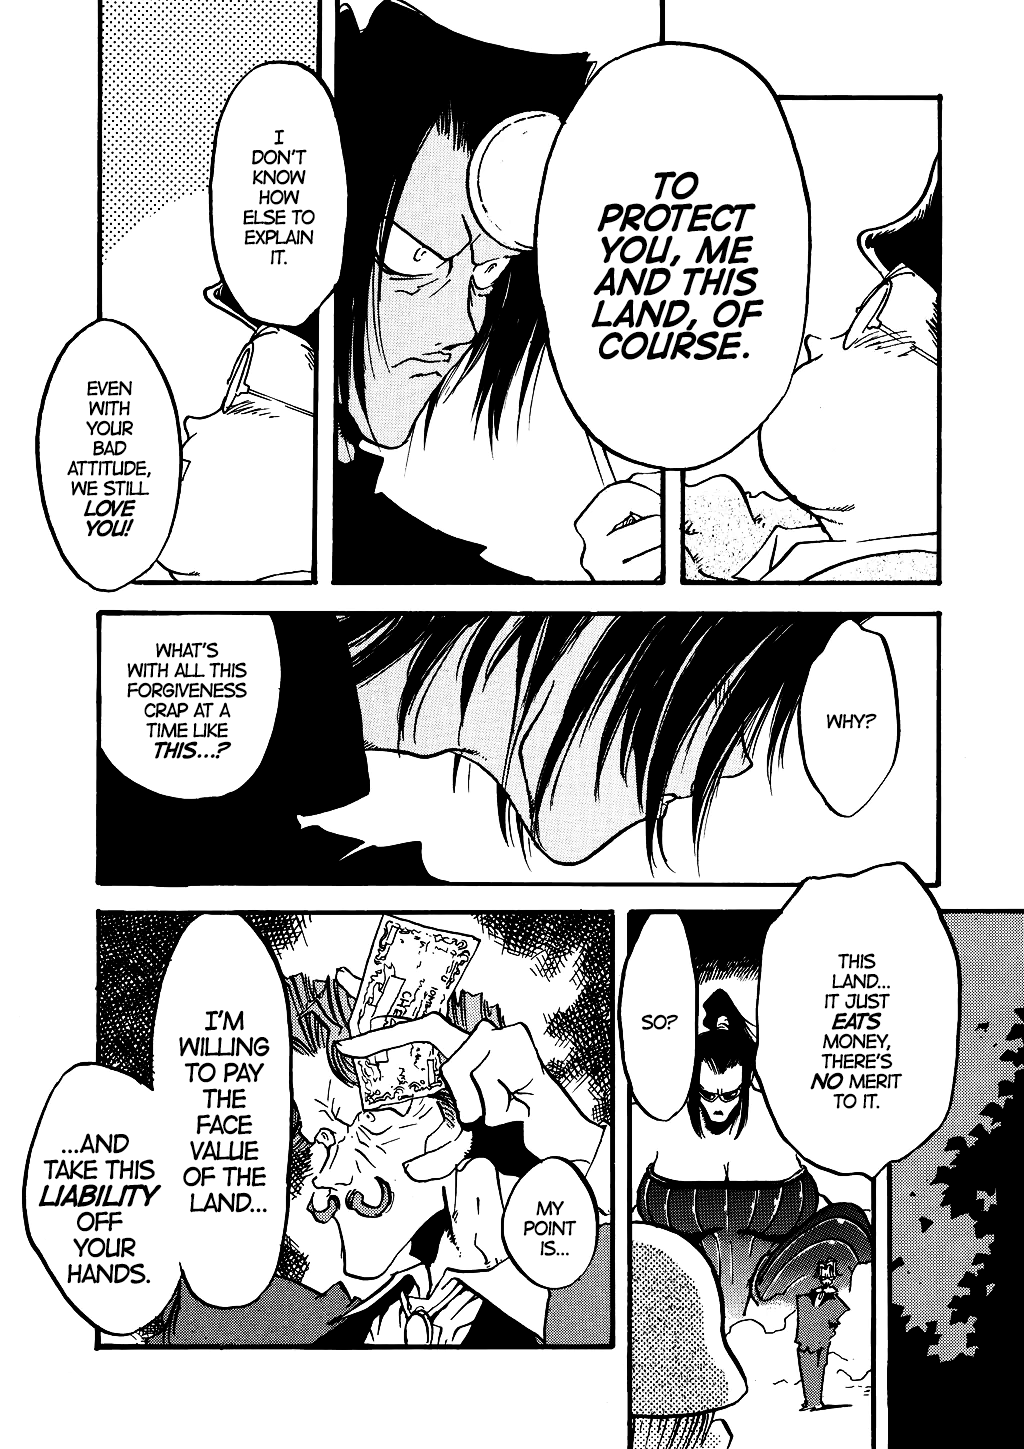 TO
PROTECT
YOU, ME
AND THIS
LAND, OF
COURSE.
I
DON'T
KNOW
HOW
ELSE TO
EXPLAIN
IT.
EVEN
WITH
YOUR
BAD
ATTITUDE,
WE STILL
LOVE
YOU!
WHY?
WHAT'S
WITH ALL THIS
FORGIVENESS
CRAP AT A
TIME LIKE
THIS...?
THIS
LAND...
IT JUST
EATS
MONEY,
THERE'S
NO MERIT
TO IT.
SO?
MY
POINT
IS...
I'M
WILLING
TO PAY
THE
FACE
VALUE
OF THE
LAND...
...AND
TAKE THIS
LIABILITY
OFF
YOUR
HANDS.